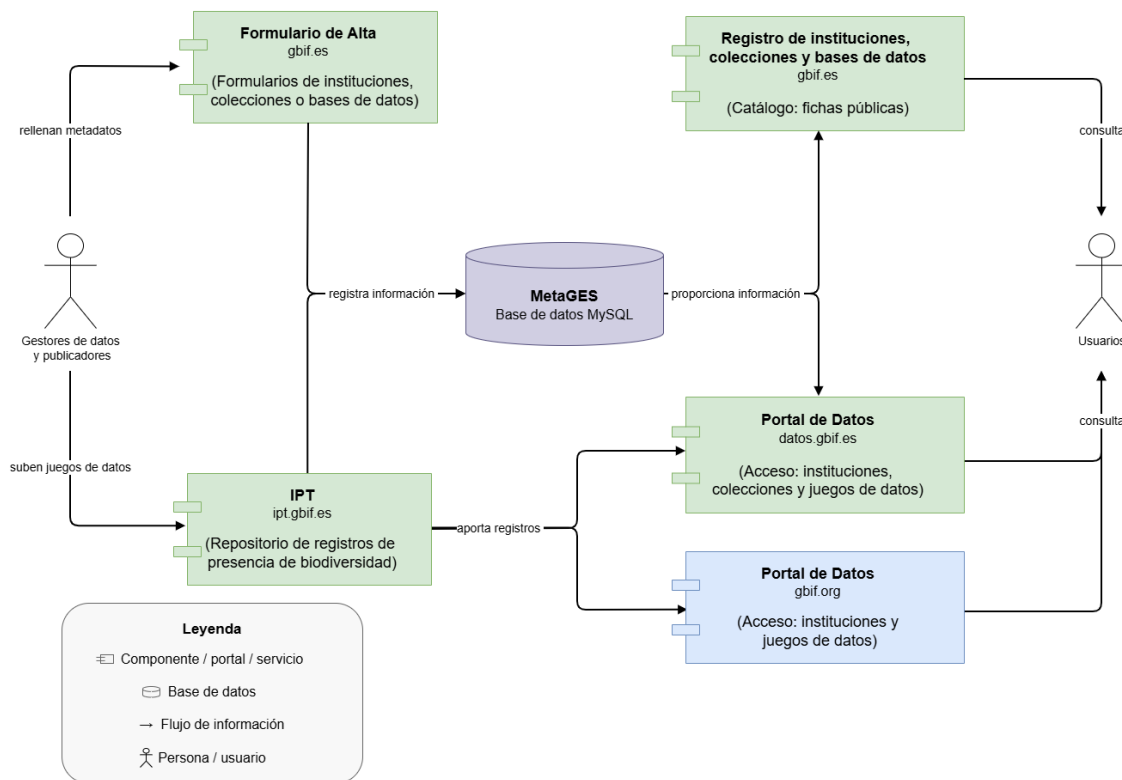 Formulario de Alta
gbif.es
(Formularios de instituciones,
colecciones o bases de datos)
Registro de instituciones,
colecciones y bases de datos
gbif.es
(Catálogo: fichas públicas)
rellenan metadatos
consulta
Gestores de datos
y publicadores
registra información
MetaGES
Base de datos MySQL
proporciona información
Usuarios
suben juegos de datos
Portal de Datos
datos.gbif.es
(Acceso: instituciones,
colecciones y juegos de datos)
consulta
IPT
ipt.gbif.es
(Repositorio de registros de
presencia de biodiversidad)
aporta registros
Portal de Datos
gbif.org
(Acceso: instituciones y
juegos de datos)
Leyenda
Componente / portal / servicio
Base de datos
Flujo de información
Persona / usuario